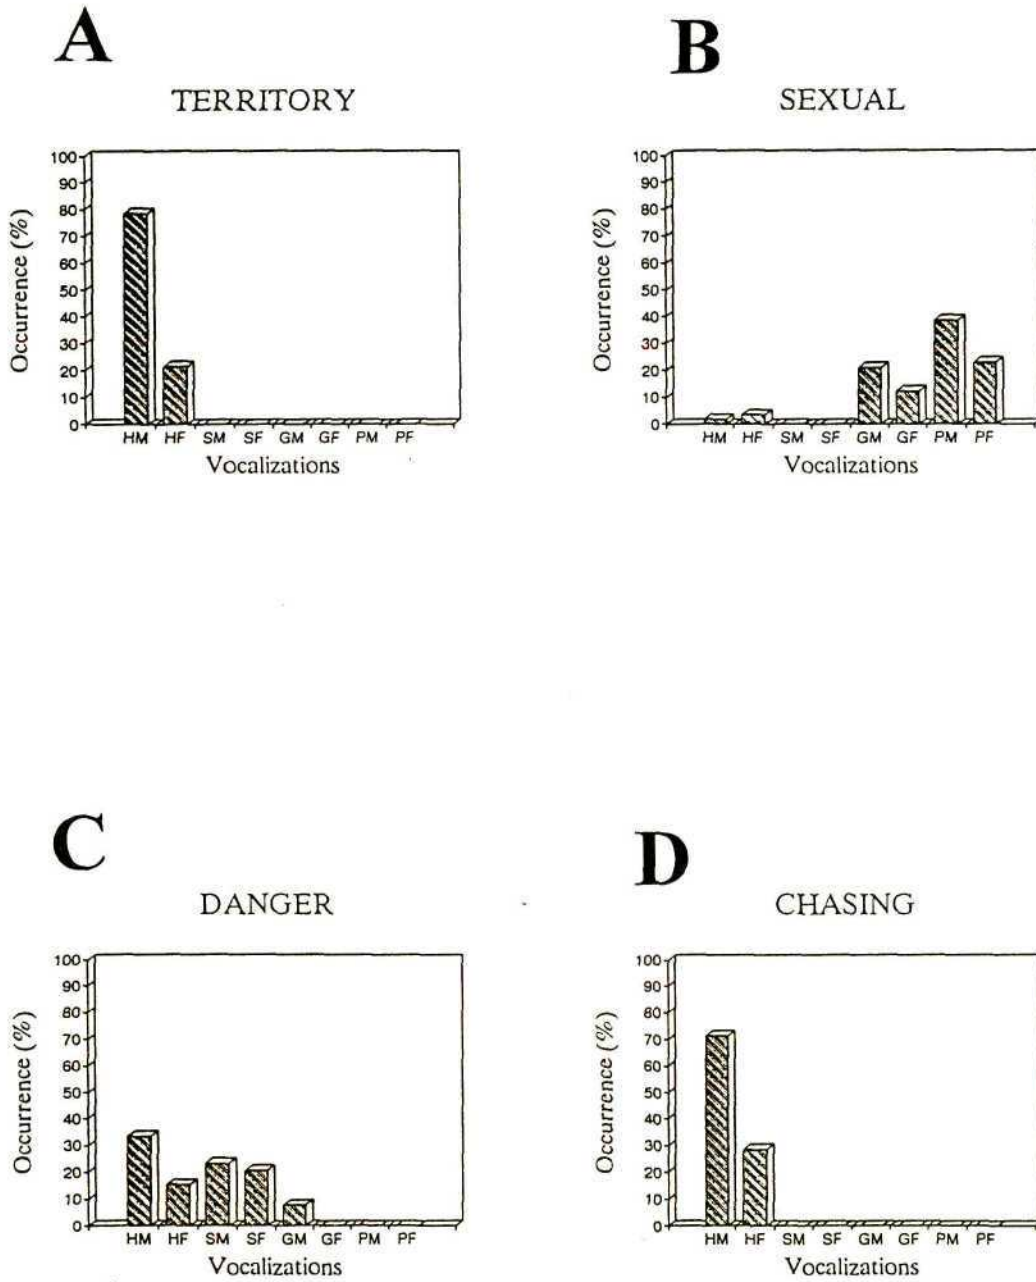 A
TERRITORY
Occurrence (%)
100
90
80
70
60
50
40
30
20
10
0
HM HF SM SF GM GF PM PF
Vocalizations
B
SEXUAL
Occurrence (%)
100
90
80
70
60
50
40
30
20
10
0
HM HF SM SF GM GF PM PF
Vocalizations
C
DANGER
Occurrence (%)
100
90
80
70
60
50
40
30
20
10
0
HM HF SM SF GM GF PM PF
Vocalizations
D
CHASING
Occurrence (%)
100
90
80
70
60
50
40
30
20
10
0
HM HF SM SF GM GF PM PF
Vocalizations